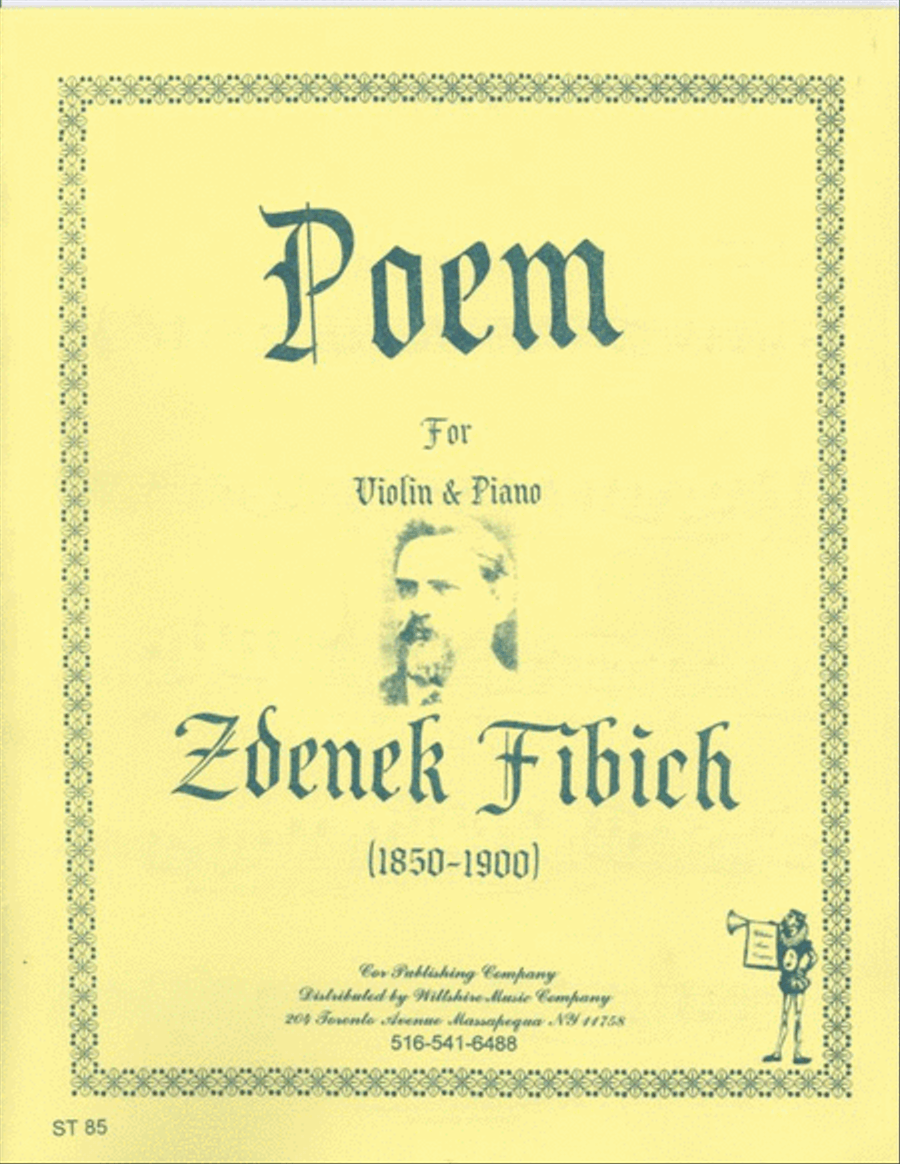 Poem
For
Violin & Piano
Zdenek Fibich
(1850-1900)
Cor Publishing Company
Distributed by Wiltshire Music Company
204 Toronto Avenue Massapequa NY 11758
516-541-6488
ST 85